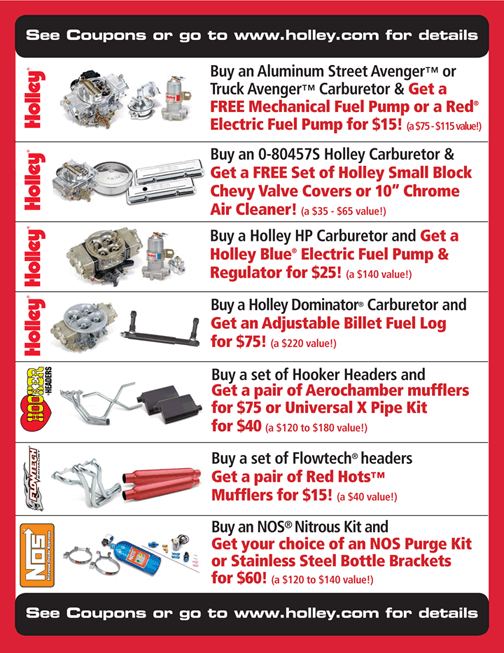 See Coupons or go to www.holley.com for details
Holley®
Buy an Aluminum Street Avenger™ or
Truck Avenger™ Carburetor & Get a
FREE Mechanical Fuel Pump or a Red®
Electric Fuel Pump for $15! (a $75 - $115 value!)
Holley®
Buy an 0-80457S Holley Carburetor &
Get a FREE Set of Holley Small Block
Chevy Valve Covers or 10” Chrome
Air Cleaner! (a $35 - $65 value!)
Holley®
Buy a Holley HP Carburetor and Get a
Holley Blue® Electric Fuel Pump &
Regulator for $25! (a $140 value!)
Holley®
Buy a Holley Dominator® Carburetor and
Get an Adjustable Billet Fuel Log
for $75! (a $220 value!)
HOOKER
HEADERS
Buy a set of Hooker Headers and
Get a pair of Aerochamber mufflers
for $75 or Universal X Pipe Kit
for $40 (a $120 to $180 value!)
FLOWTECH
Buy a set of Flowtech® headers
Get a pair of Red Hots™
Mufflers for $15! (a $40 value!)
NOS
Buy an NOS® Nitrous Kit and
Get your choice of an NOS Purge Kit
or Stainless Steel Bottle Brackets
for $60! (a $120 to $140 value!)
See Coupons or go to www.holley.com for details